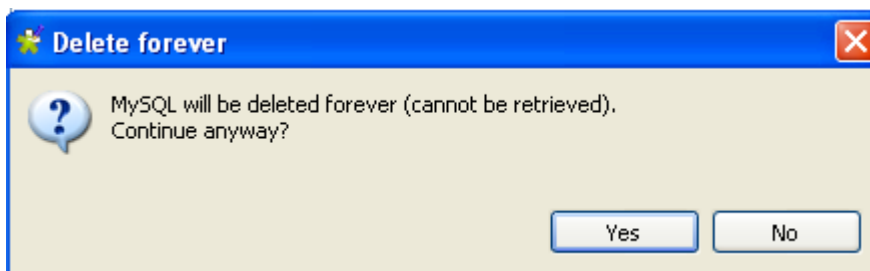 Delete forever
MySQL will be deleted forever (cannot be retrieved).
Continue anyway?
Yes No